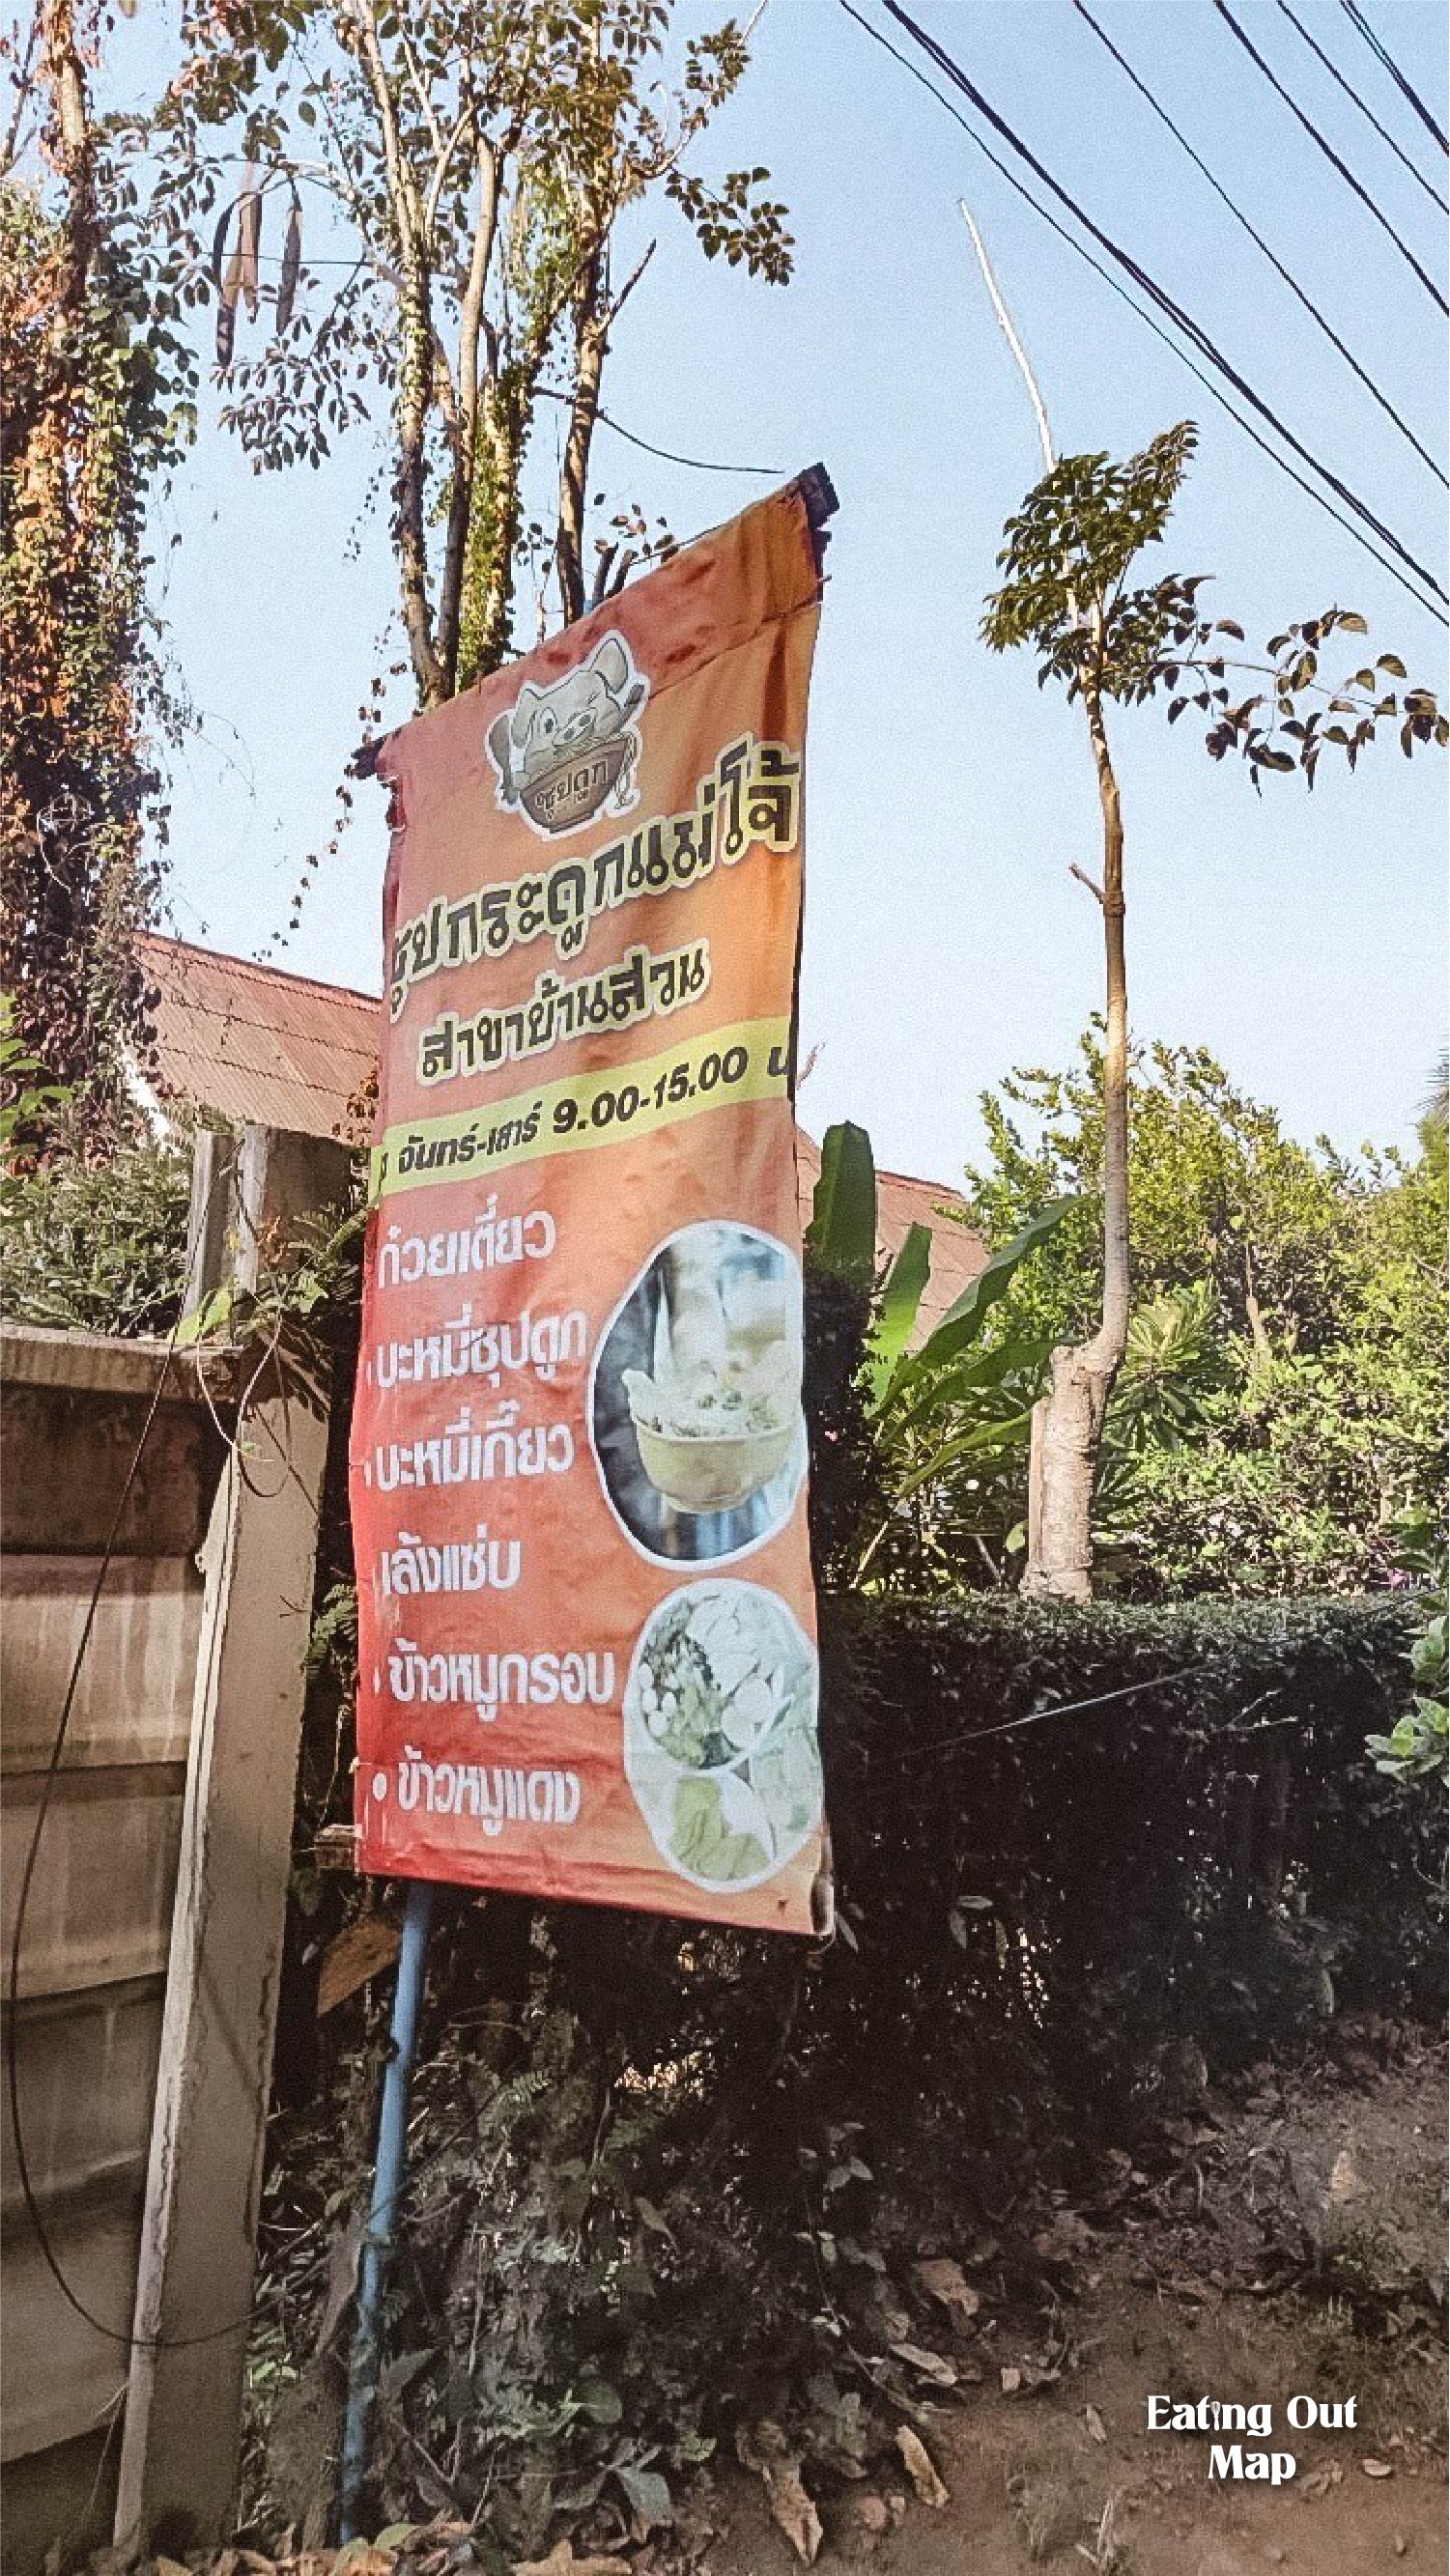 ซุปดูก
ซุปกระดูกแม่โจ้
สาขาบ้านสวน
จันทร์-เสาร์ 9.00-15.00 น
ก๋วยเตี๋ยว
บะหมี่ซุปดูก
บะหมี่เกี๊ยว
เล้งแซ่บ
ข้าวหมูกรอบ
• ข้าวหมูแดง
Eating Out
Map